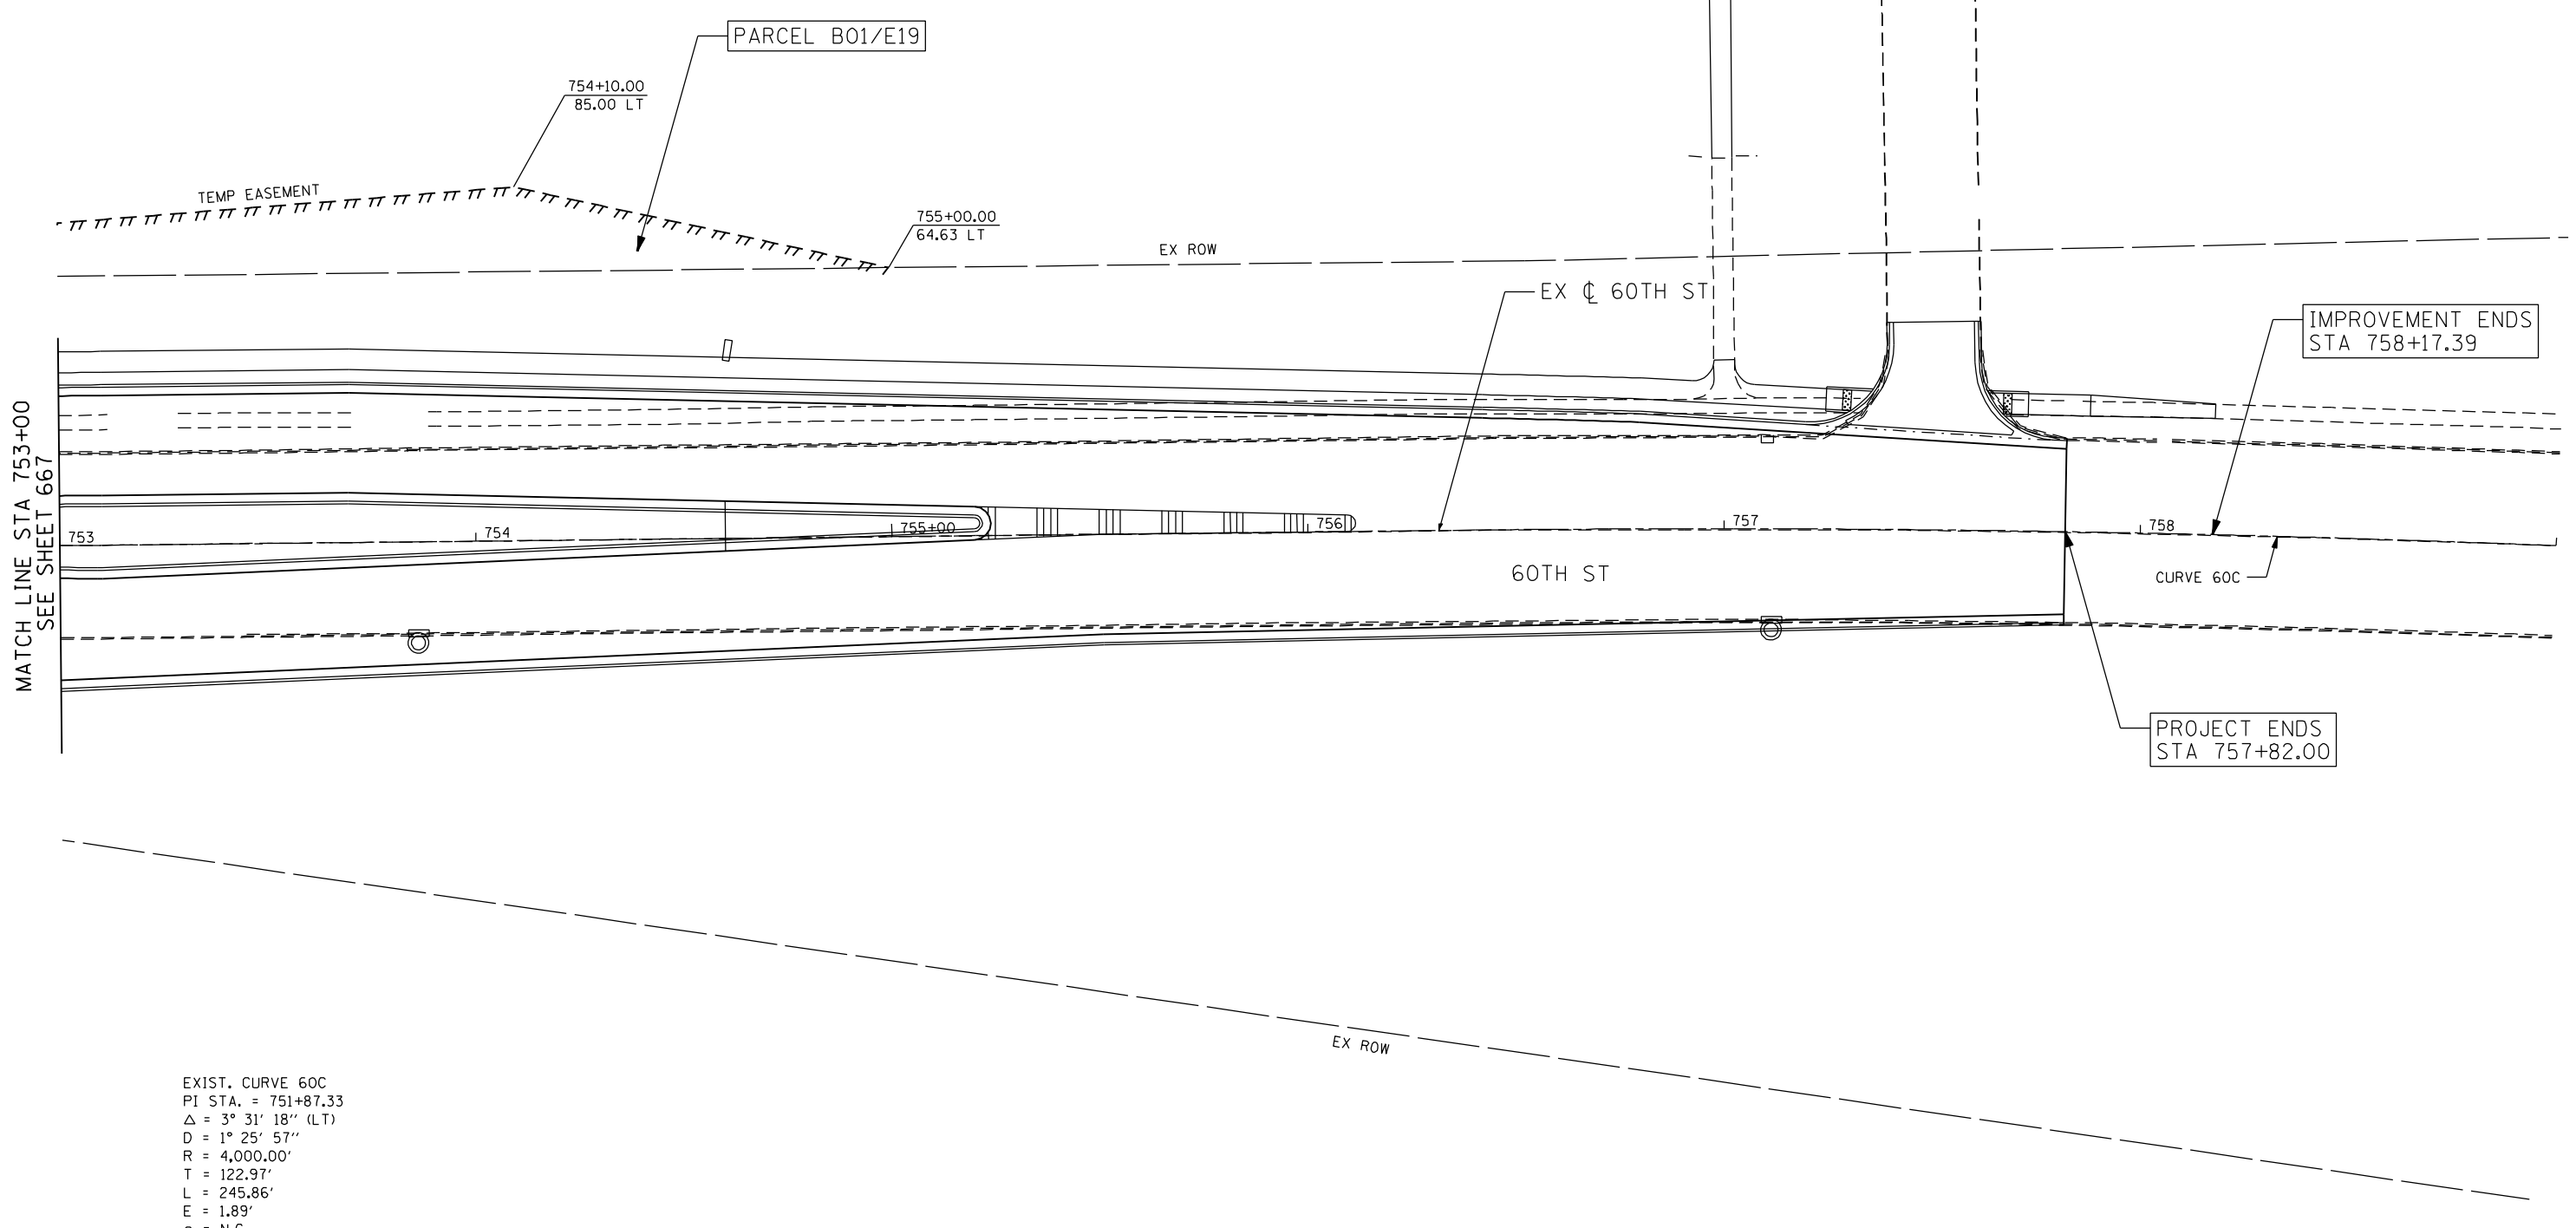 PARCEL B01/E19
754+10.00
85.00 LT
TEMP EASEMENT
755+00.00
64.63 LT
EX ROW
EX ℄ 60TH ST
IMPROVEMENT ENDS
STA 758+17.39
MATCH LINE STA 753+00
SEE SHEET 667
753
754
755+00
756
757
758
60TH ST
CURVE 60C
PROJECT ENDS
STA 757+82.00
EX ROW
EXIST. CURVE 60C
PI STA. = 751+87.33
Δ = 3° 31' 18'' (LT)
D = 1° 25' 57''
R = 4,000.00'
T = 122.97'
L = 245.86'
E = 1.89'